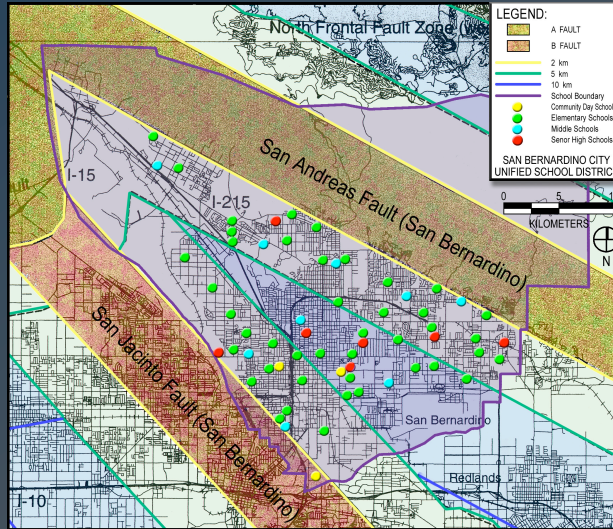 North Frontal Fault Zone (we
LEGEND:
A FAULT
B FAULT
2 km
5 km
10 km
School Boundary
Community Day School
Elementary Schools
Middle Schools
Senor High Schools
SAN BERNARDINO CITY
UNIFIED SCHOOL DISTRIC
0 5
KILOMETERS
N
I-15
I-215
San Andreas Fault (San Bernardino)
San Jacinto Fault (San Bernardino)
San Bernardino
Redlands
I-10